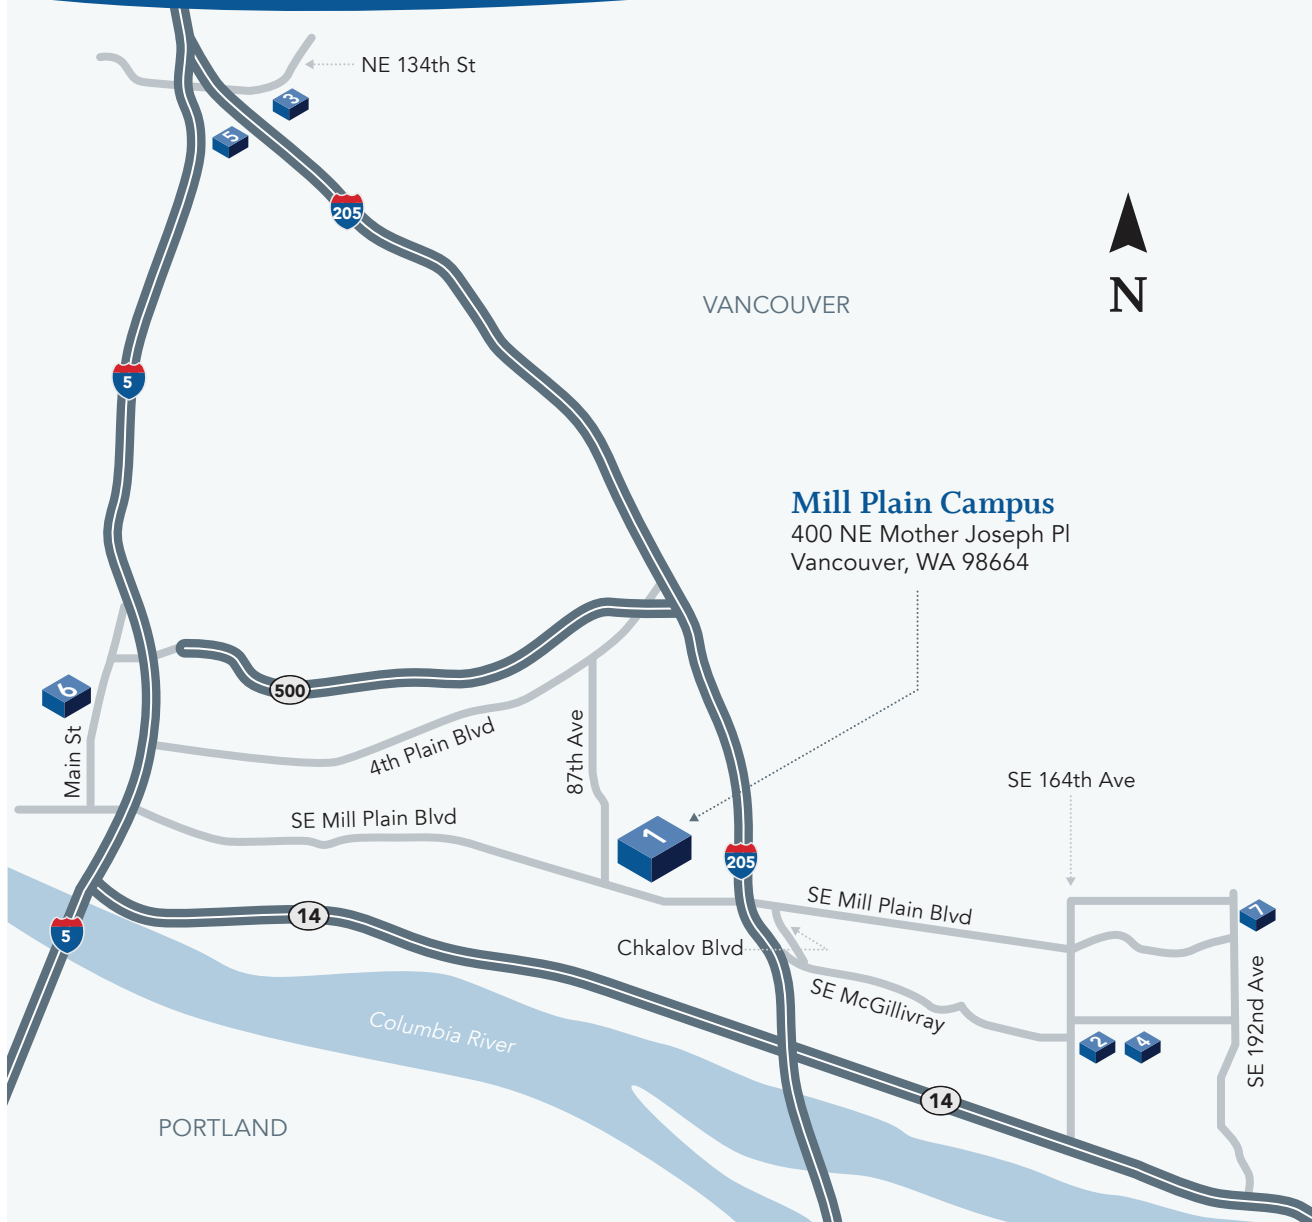 NE 134th St
3
5
205
N
VANCOUVER
5
Mill Plain Campus
400 NE Mother Joseph Pl
Vancouver, WA 98664
6
500
Main St
4th Plain Blvd
87th Ave
SE 164th Ave
SE Mill Plain Blvd
1
205
SE Mill Plain Blvd
7
14
5
Chkalov Blvd
SE McGillivray
SE 192nd Ave
Columbia River
2
4
14
PORTLAND